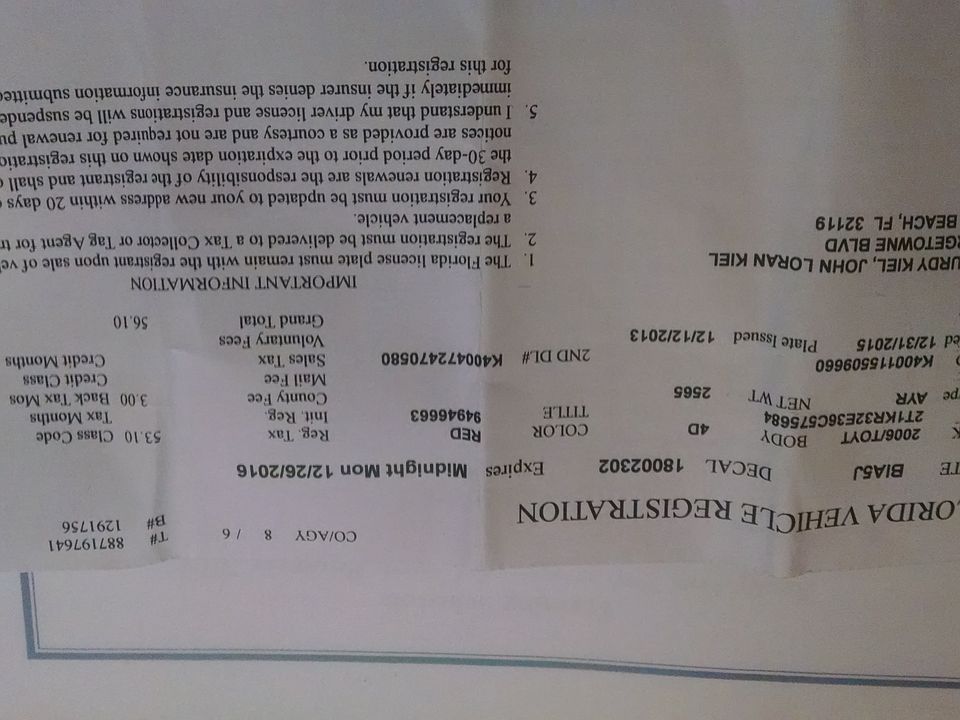 CO/AGY 8 / 6 T# 887197641
B# 1291756
LORIDA VEHICLE REGISTRATION
TE BIA5J DECAL 18002302 Expires Midnight Mon 12/26/2016
K 2006/TOYT BODY 4D COLOR RED Reg. Tax 53.10 Class Code
2T1KR32E36C575684 TITLE 94946663 Init. Reg. Tax Months
pe AYR NET WT 2565 County Fee 3.00 Back Tax Mos
Mail Fee Credit Class
K400115509660 2ND DL# K400472470580 Sales Tax Credit Months
Voluntary Fees
ed 12/31/2015 Plate Issued 12/12/2013 Grand Total 56.10
IMPORTANT INFORMATION
URDY KIEL, JOHN LORAN KIEL
RGETOWNE BLVD
BEACH, FL 32119
1. The Florida license plate must remain with the registrant upon sale of ve
2. The registration must be delivered to a Tax Collector or Tag Agent for tr
a replacement vehicle.
3. Your registration must be updated to your new address within 20 days
4. Registration renewals are the responsibility of the registrant and shall
the 30-day period prior to the expiration date shown on this registratio
notices are provided as a courtesy and are not required for renewal pu
5. I understand that my driver license and registrations will be suspende
immediately if the insurer denies the insurance information submitte
for this registration.